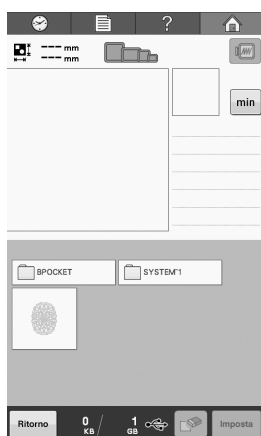 ?
--- mm
--- mm
min
BPOCKET
SYSTEM~1
Ritorno
0 KB / 1 GB
Imposta